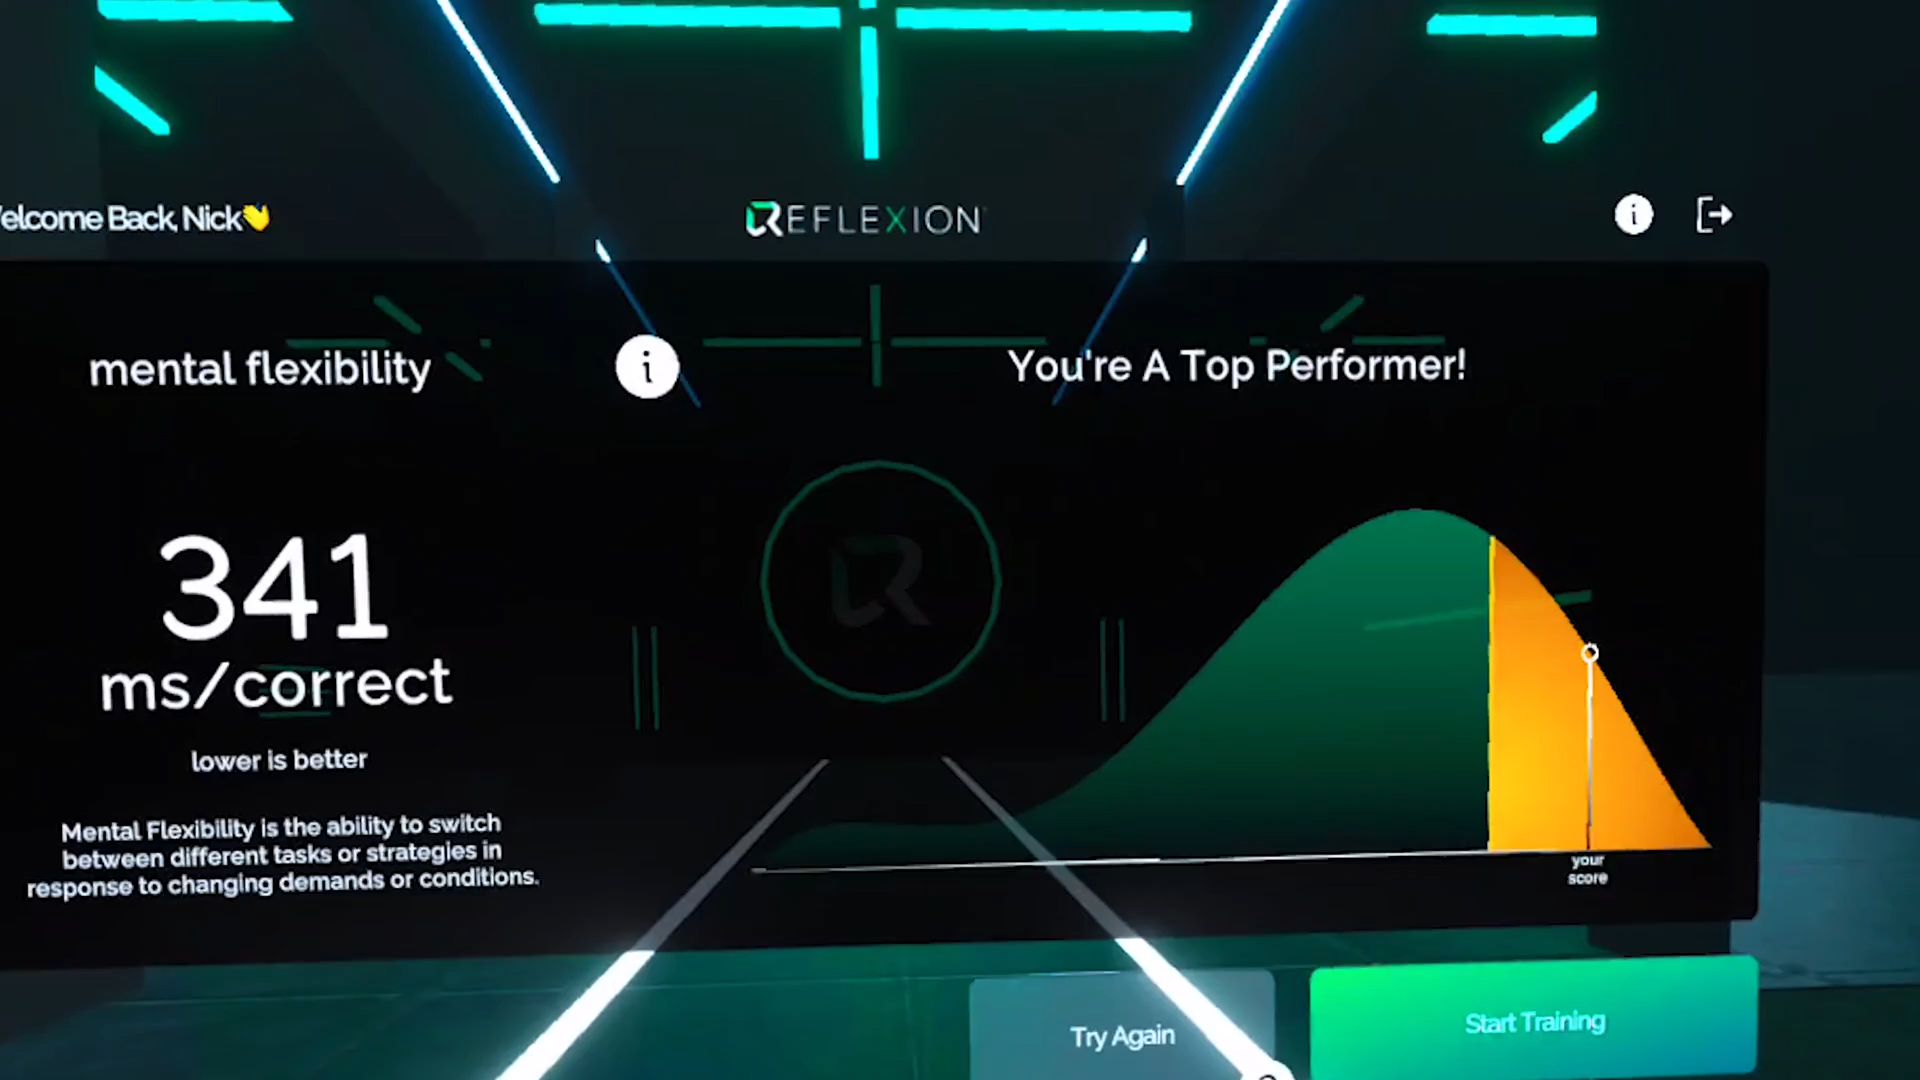 elcome Back, Nick👋
REFLEXION
mental flexibility
i
You're A Top Performer!
341
ms/correct
lower is better
Mental Flexibility is the ability to switch
between different tasks or strategies in
response to changing demands or conditions.
your
score
Try Again
Start Training